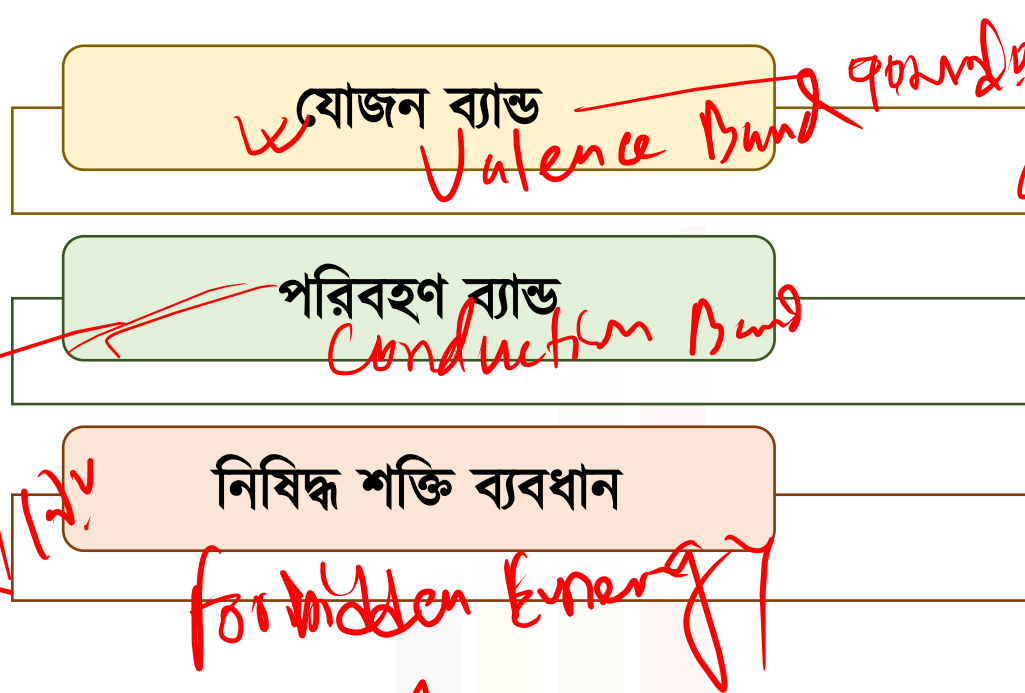 যোজন ব্যান্ড
Valence Band
পরিবহণ ব্যান্ড
Conduction Band
নিষিদ্ধ শক্তি ব্যবধান
Forbidden Energy